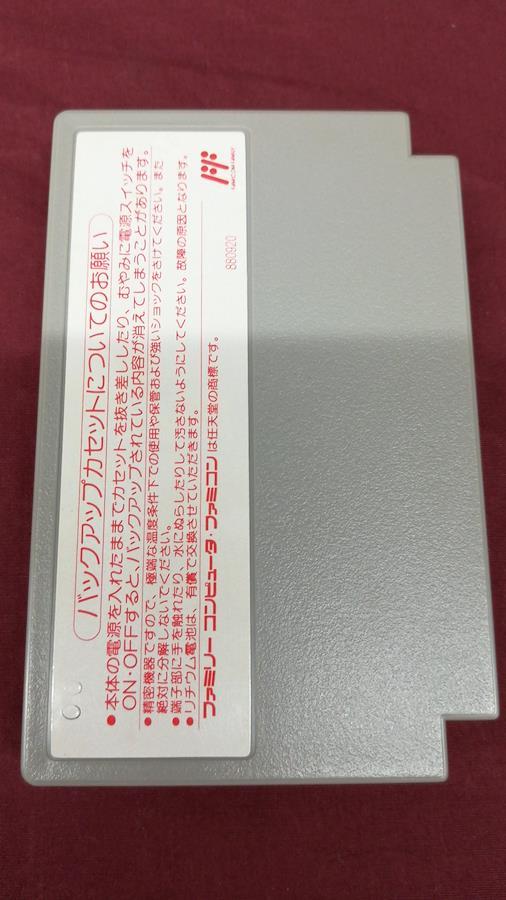 バックアップカセットについてのお願い
●本体の電源を入れたままでカセットを抜き差ししたり、むやみに電源スイッチを
ON・OFFすると、バックアップされている内容が消えてしまうことがあります。
●精密機器ですので、極端な温度条件下での使用や保管および強いショックをさけてください。また
絶対に分解しないでください。
●端子部に手を触れたり、水にぬらしたりして汚さないようにしてください。故障の原因となります。
●リチウム電池は、有償で交換させていただきます。
ファミリー コンピュータ・ファミコンは任天堂の商標です。
880920